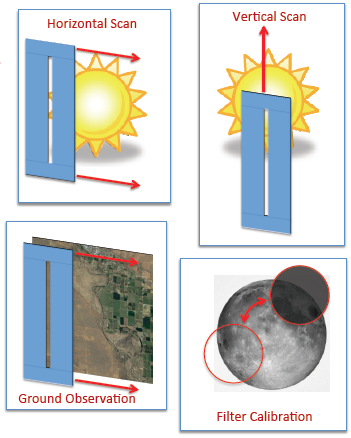 Horizontal Scan
Vertical Scan
Ground Observation
Filter Calibration